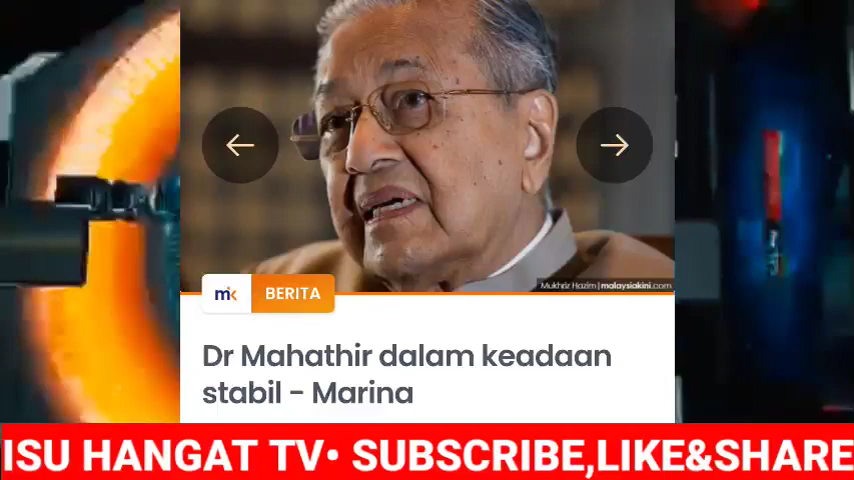 Mukhriz Hazim | malaysiakini.com
mk BERITA
Dr Mahathir dalam keadaan
stabil - Marina
ISU HANGAT TV• SUBSCRIBE,LIKE&SHARE